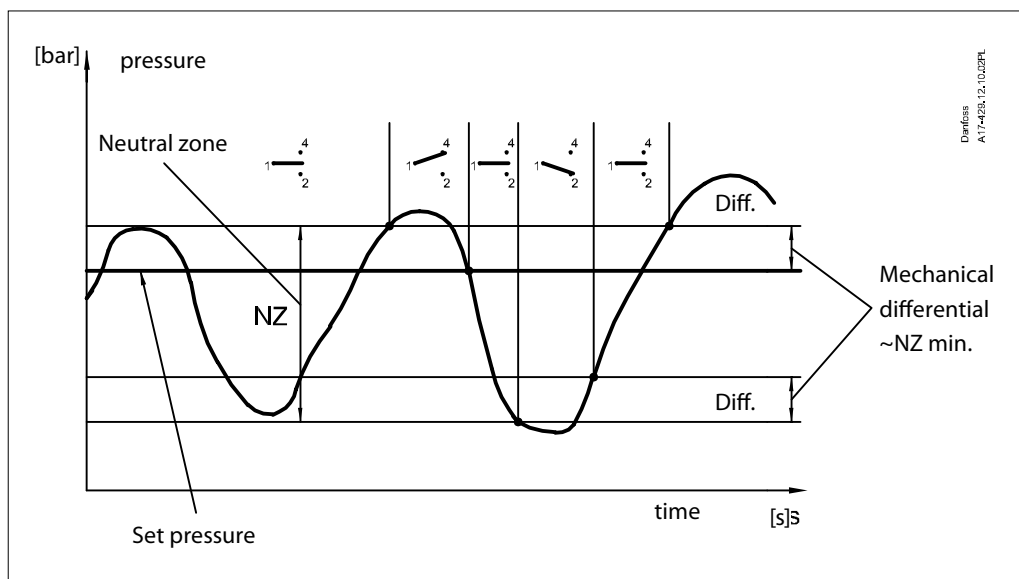 [bar]
pressure
Danfoss
A17-429.12.10.02PL
Neutral zone
4
1
2
4
1
2
4
1
2
4
1
2
4
1
2
Diff.
NZ
Mechanical
differential
~NZ min.
Diff.
time
[s]s
Set pressure